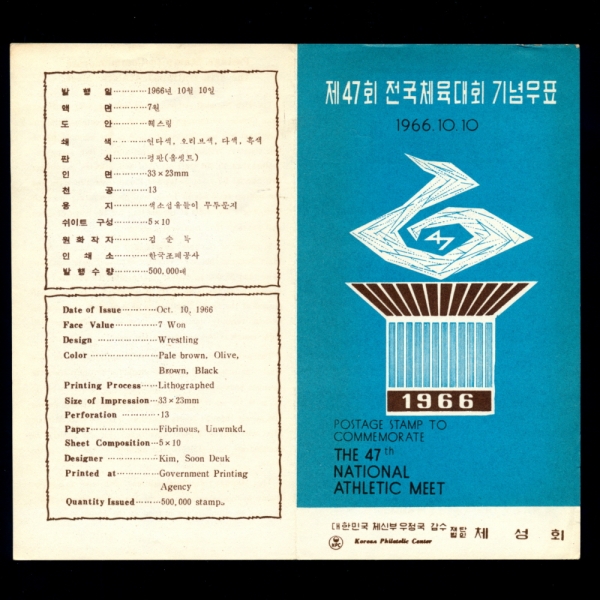 발 행 일············1966년 10월 10일
액 면············7원
도 안············레스링
쇄 색············연다색, 오리브색, 다색, 흑색
판 식············평판(옵셋트)
인 면············33×23mm
천 공············13
용 지············백소섬유들이 무투문지
쉬이트 구성············5×10
원화작자············김 순 득
인 쇄 소············한국조폐공사
발행수량············500,000매
Date of Issue············Oct. 10, 1966
Face Value············7 Won
Design ············Wrestling
Color ············Pale brown, Olive,
Brown, Black
Printing Process·····Lithographed
Size of Impression···33×23mm
Perforation ············13
Paper············Fibrinous, Unwmkd.
Sheet Composition···5×10
Designer ············Kim, Soon Deuk
Printed at············Government Printing
Agency
Quantity Issued·········500,000 stamp..
제47회 전국체육대회 기념우표
1966.10.10
47
1966
POSTAGE STAMP TO
COMMEMORATE
THE 47th
NATIONAL
ATHLETIC MEET
대한민국 체신부 우정국 감수 재단법인 체 성 회
KPC Korean Philatelic Center